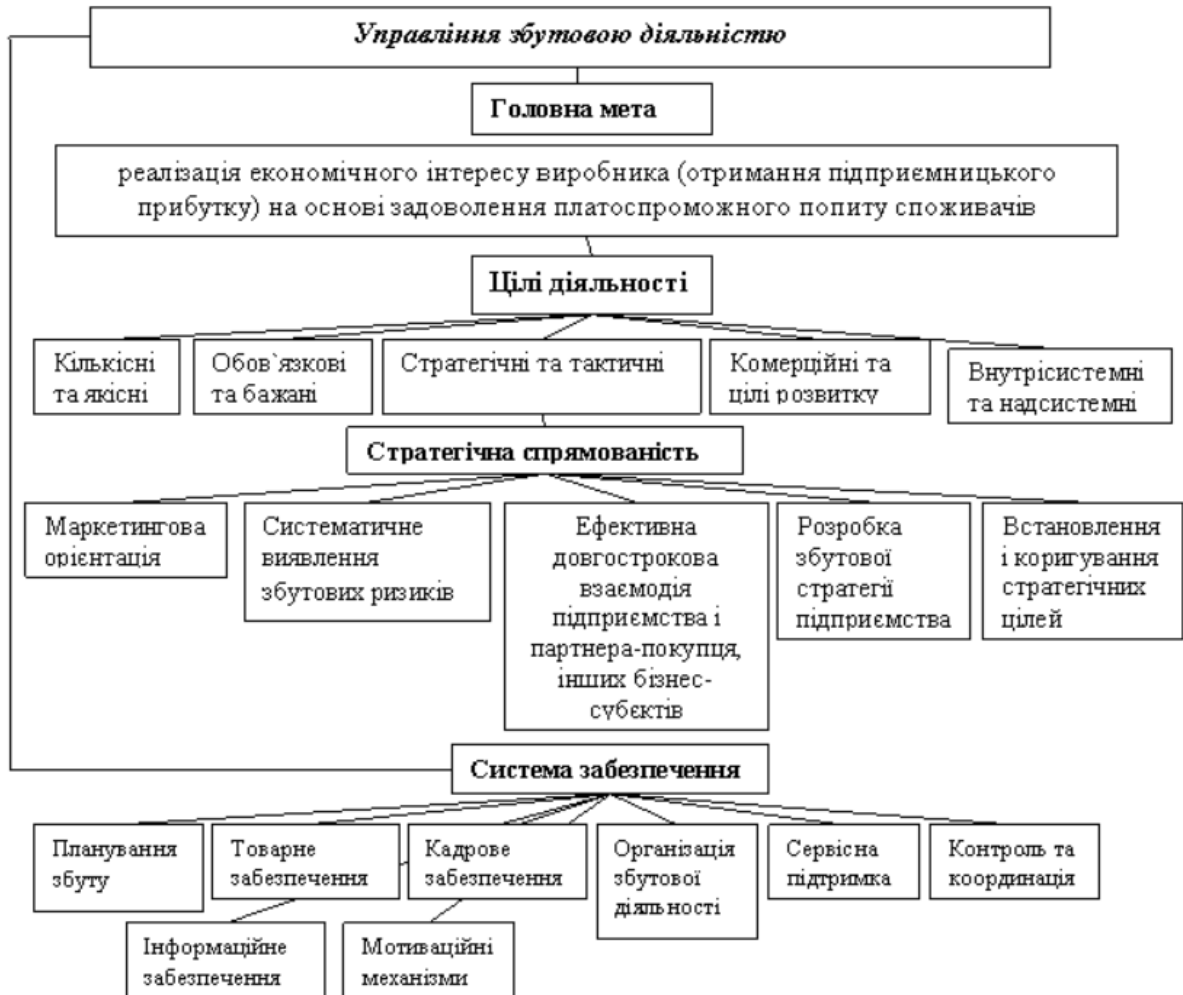 Управління збутовою діяльністю
Головна мета
реалізація економічного інтересу виробника (отримання підприємницького
прибутку) на основі задоволення платоспроможного попиту споживачів
Цілі діяльності
Кількісні
та якісні
Обов`язкові
та бажані
Стратегічні та тактичні
Комерційні та
цілі розвитку
Внутрісистемні
та надсистемні
Стратегічна спрямованість
Маркетингова
орієнтація
Систематичне
виявлення
збутових ризиків
Ефективна
довгострокова
взаємодія
підприємства і
партнера-покупця,
інших бізнес-
субєктів
Розробка
збутової
стратегії
підприємства
Встановлення
і коригування
стратегічних
цілей
Система забезпечення
Планування
збуту
Товарне
забезпечення
Кадрове
забезпечення
Організація
збутової
діяльності
Сервісна
підтримка
Контроль та
координація
Інформаційне
забезпечення
Мотиваційні
механізми